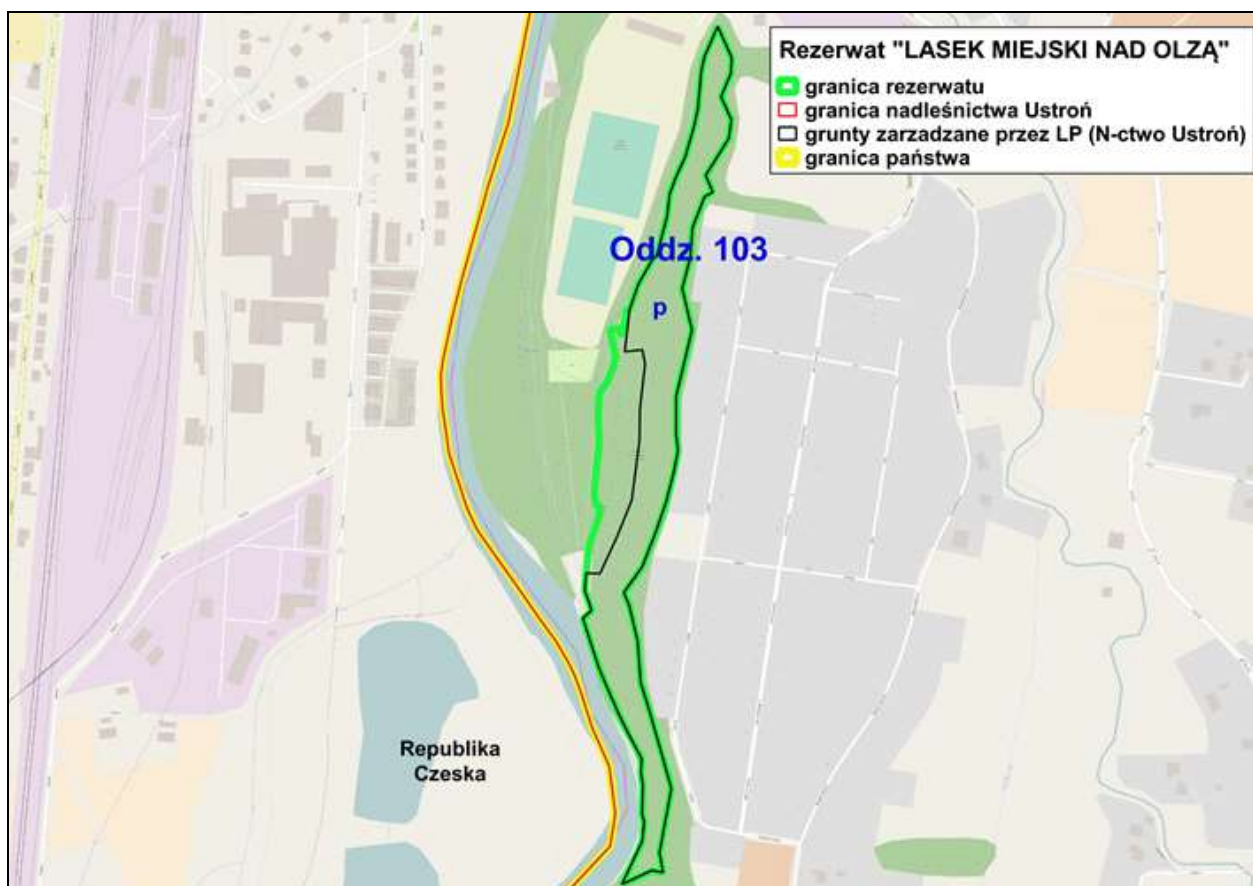 Rezerwat "LASEK MIEJSKI NAD OLZĄ"
granica rezerwatu
granica nadleśnictwa Ustroń
grunty zarzadzane przez LP (N-ctwo Ustroń)
granica państwa
Oddz. 103
p
Republika
Czeska